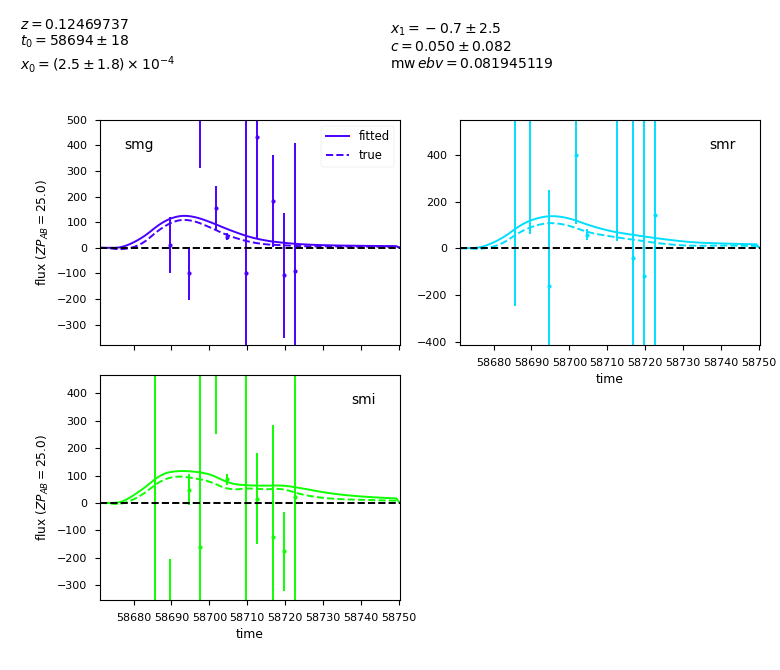 z = 0.12469737
t₀ = 58694 ± 18
x₀ = (2.5 ± 1.8) × 10⁻⁴
x₁ = −0.7 ± 2.5
c = 0.050 ± 0.082
mwebv = 0.081945119
smg
fitted
true
500
400
300
200
100
0
−100
−200
−300
flux (ZP_AB = 25.0)
smr
400
200
0
−200
−400
58680 58690 58700 58710 58720 58730 58740 58750
time
smi
400
300
200
100
0
−100
−200
−300
flux (ZP_AB = 25.0)
58680 58690 58700 58710 58720 58730 58740 58750
time